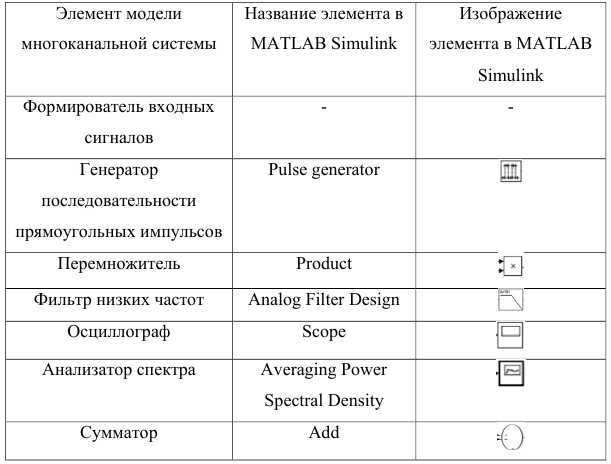 Элемент модели
многоканальной системы
Название элемента в
MATLAB Simulink
Изображение
элемента в MATLAB
Simulink
Формирователь входных
сигналов
-
-
Генератор
последовательности
прямоугольных импульсов
Pulse generator
Перемножитель
Product
×
Фильтр низких частот
Analog Filter Design
Осциллограф
Scope
Анализатор спектра
Averaging Power
Spectral Density
Сумматор
Add